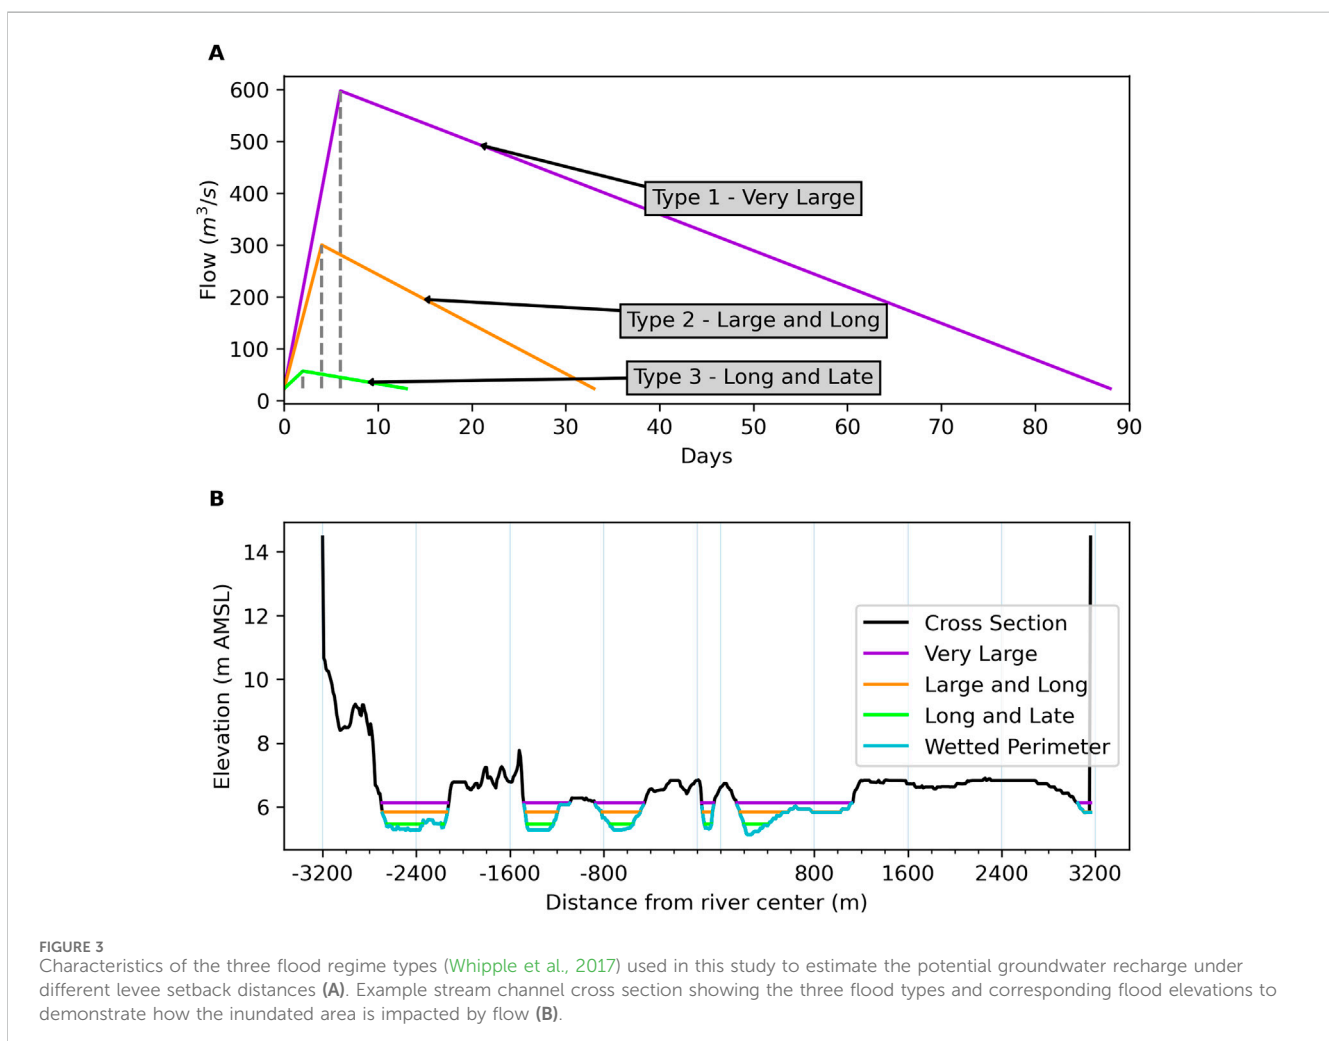 A
600
500
400
300
200
100
0
Flow (m³/s)
Type 1 - Very Large
Type 2 - Large and Long
Type 3 - Long and Late
0 10 20 30 40 50 60 70 80 90
Days
B
14
12
10
8
6
Elevation (m AMSL)
Cross Section
Very Large
Large and Long
Long and Late
Wetted Perimeter
-3200 -2400 -1600 -800 800 1600 2400 3200
Distance from river center (m)
FIGURE 3
Characteristics of the three flood regime types (Whipple et al., 2017) used in this study to estimate the potential groundwater recharge under
different levee setback distances (A). Example stream channel cross section showing the three flood types and corresponding flood elevations to
demonstrate how the inundated area is impacted by flow (B).